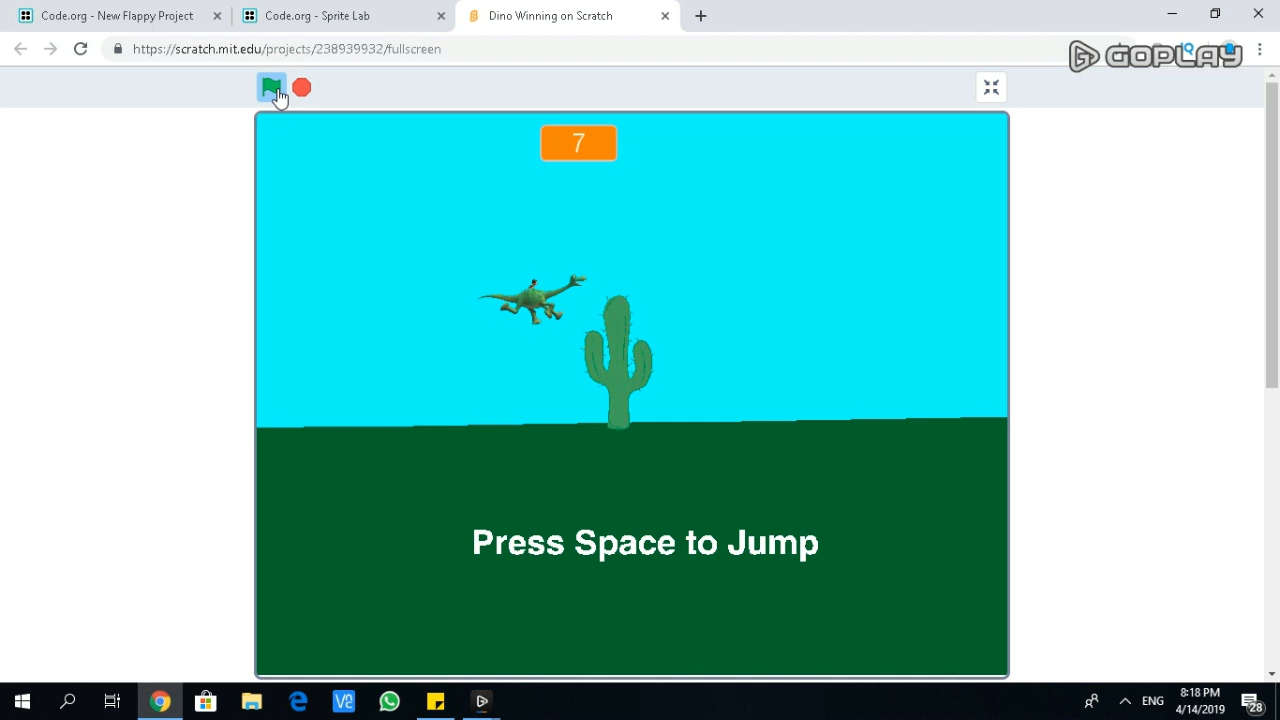 Code.org - New Flappy Project
Code.org - Sprite Lab
Dino Winning on Scratch
https://scratch.mit.edu/projects/238939932/fullscreen
GOPLAY
7
Press Space to Jump
ENG
8:18 PM
4/14/2019
28